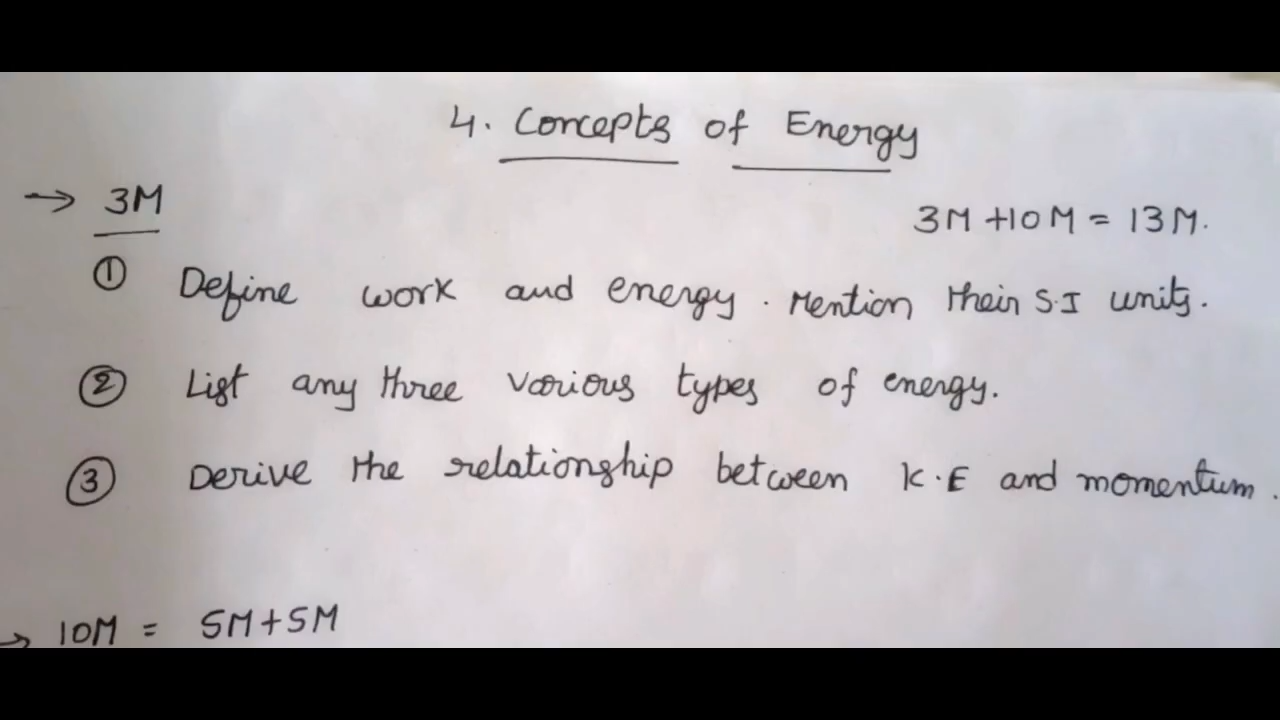 4. Concepts of Energy
→ 3M
3M +10M = 13M.
① Define work and energy. Mention their S.I units.
② List any three various types of energy.
③ Derive the relationship between K.E and momentum.
→ 10M = 5M+5M